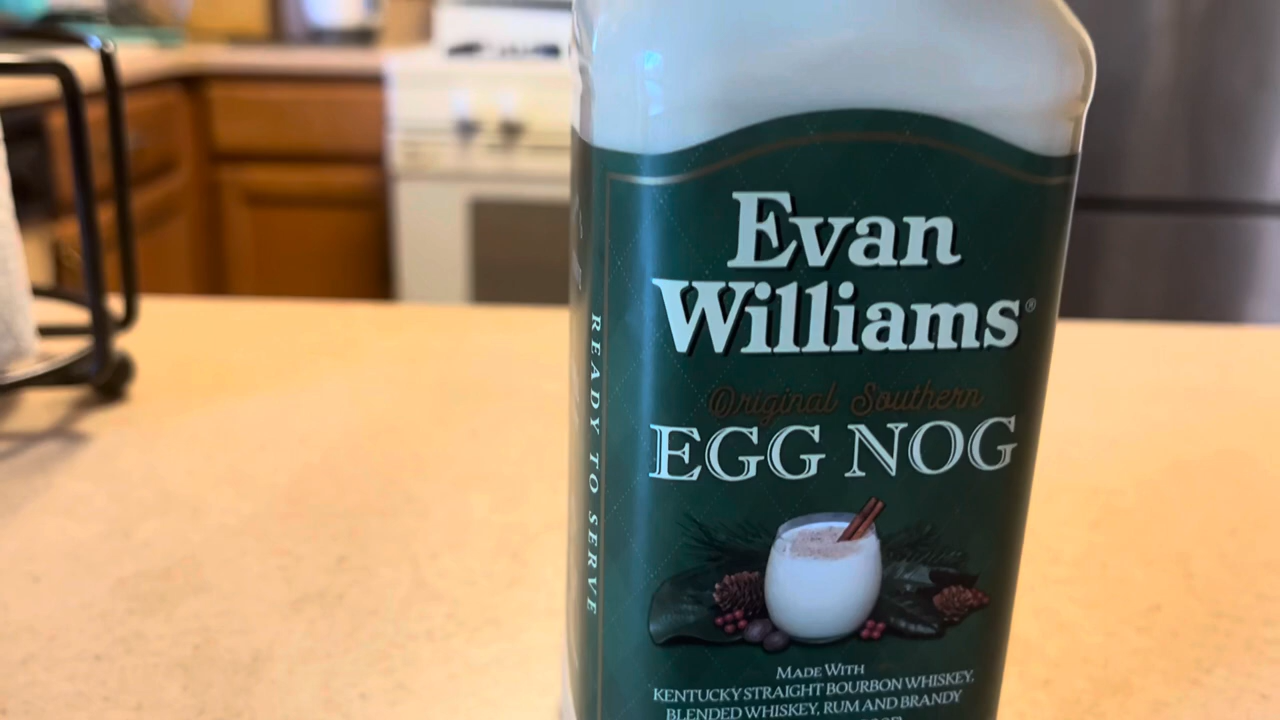 Evan
Williams®
Original Southern
EGG NOG
MADE WITH
KENTUCKY STRAIGHT BOURBON WHISKEY,
BLENDED WHISKEY, RUM AND BRANDY
READY TO SERVE